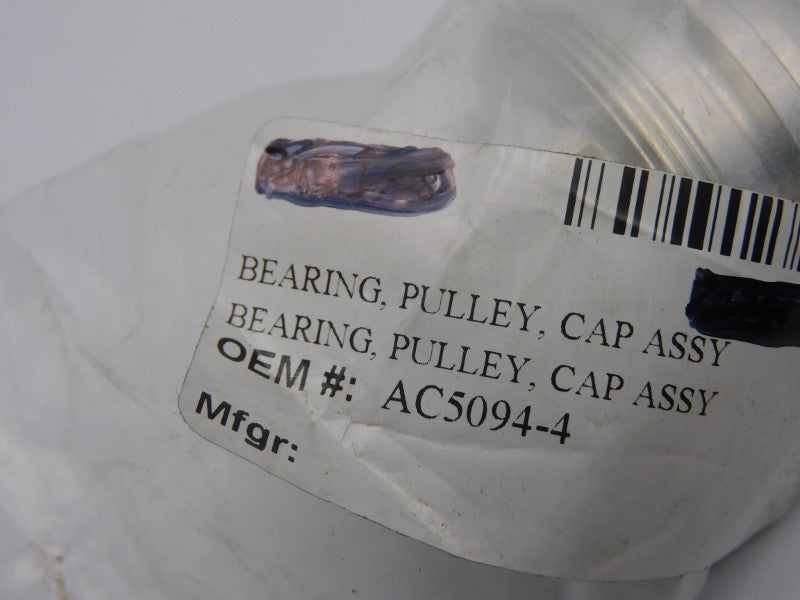 BEARING, PULLEY, CAP ASSY
BEARING, PULLEY, CAP ASSY
OEM #: AC5094-4
Mfgr: